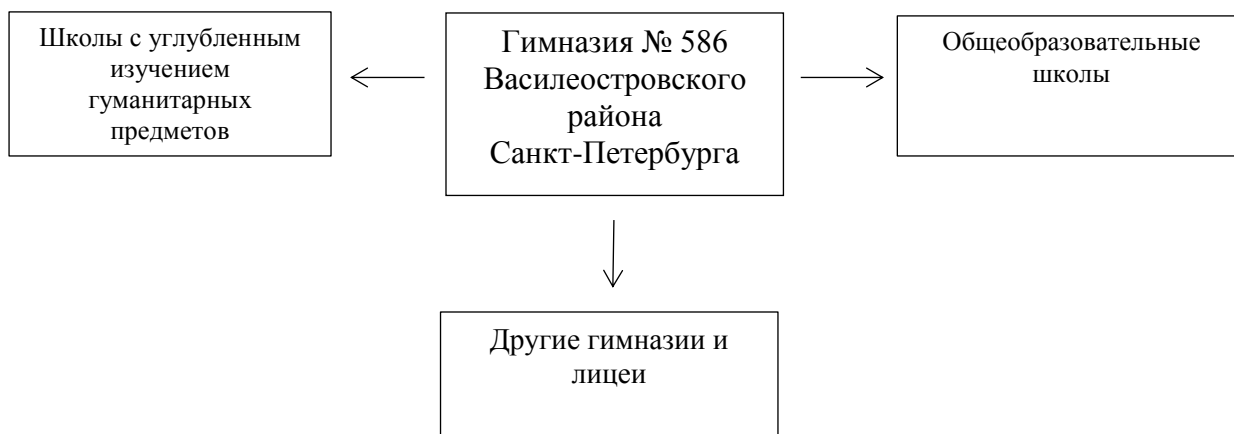 Школы с углубленным
изучением
гуманитарных
предметов
Гимназия № 586
Василеостровского
района
Санкт-Петербурга
Общеобразовательные
школы
Другие гимназии и
лицеи